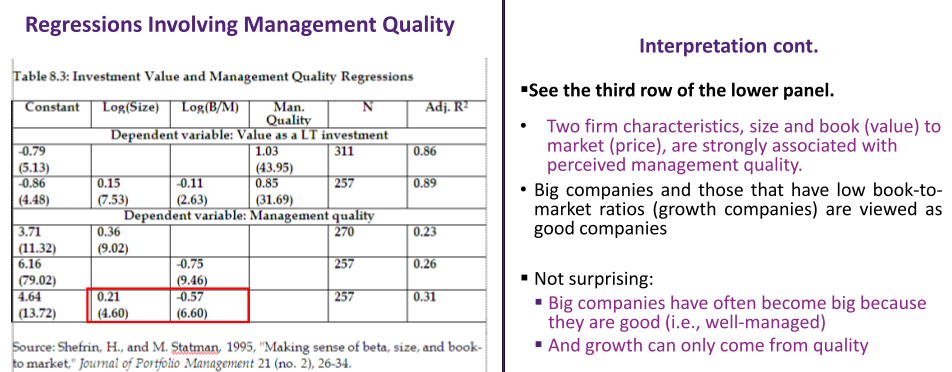 Regressions Involving Management Quality
Table 8.3: Investment Value and Management Quality Regressions
Constant Log(Size) Log(B/M) Man. Quality N Adj. R²
Dependent variable: Value as a LT investment
-0.79 1.03 311 0.86
(5.13) (43.95)
-0.86 0.15 -0.11 0.85 257 0.89
(4.48) (7.53) (2.63) (31.69)
Dependent variable: Management quality
3.71 0.36 270 0.23
(11.32) (9.02)
6.16 -0.75 257 0.26
(79.02) (9.46)
4.64 0.21 -0.57 257 0.31
(13.72) (4.60) (6.60)
Source: Shefrin, H., and M. Statman, 1995, "Making sense of beta, size, and book-
to market," Journal of Portfolio Management 21 (no. 2), 26-34.
Interpretation cont.
▪See the third row of the lower panel.
• Two firm characteristics, size and book (value) to
market (price), are strongly associated with
perceived management quality.
• Big companies and those that have low book-to-
market ratios (growth companies) are viewed as
good companies
▪ Not surprising:
▪ Big companies have often become big because
they are good (i.e., well-managed)
▪ And growth can only come from quality